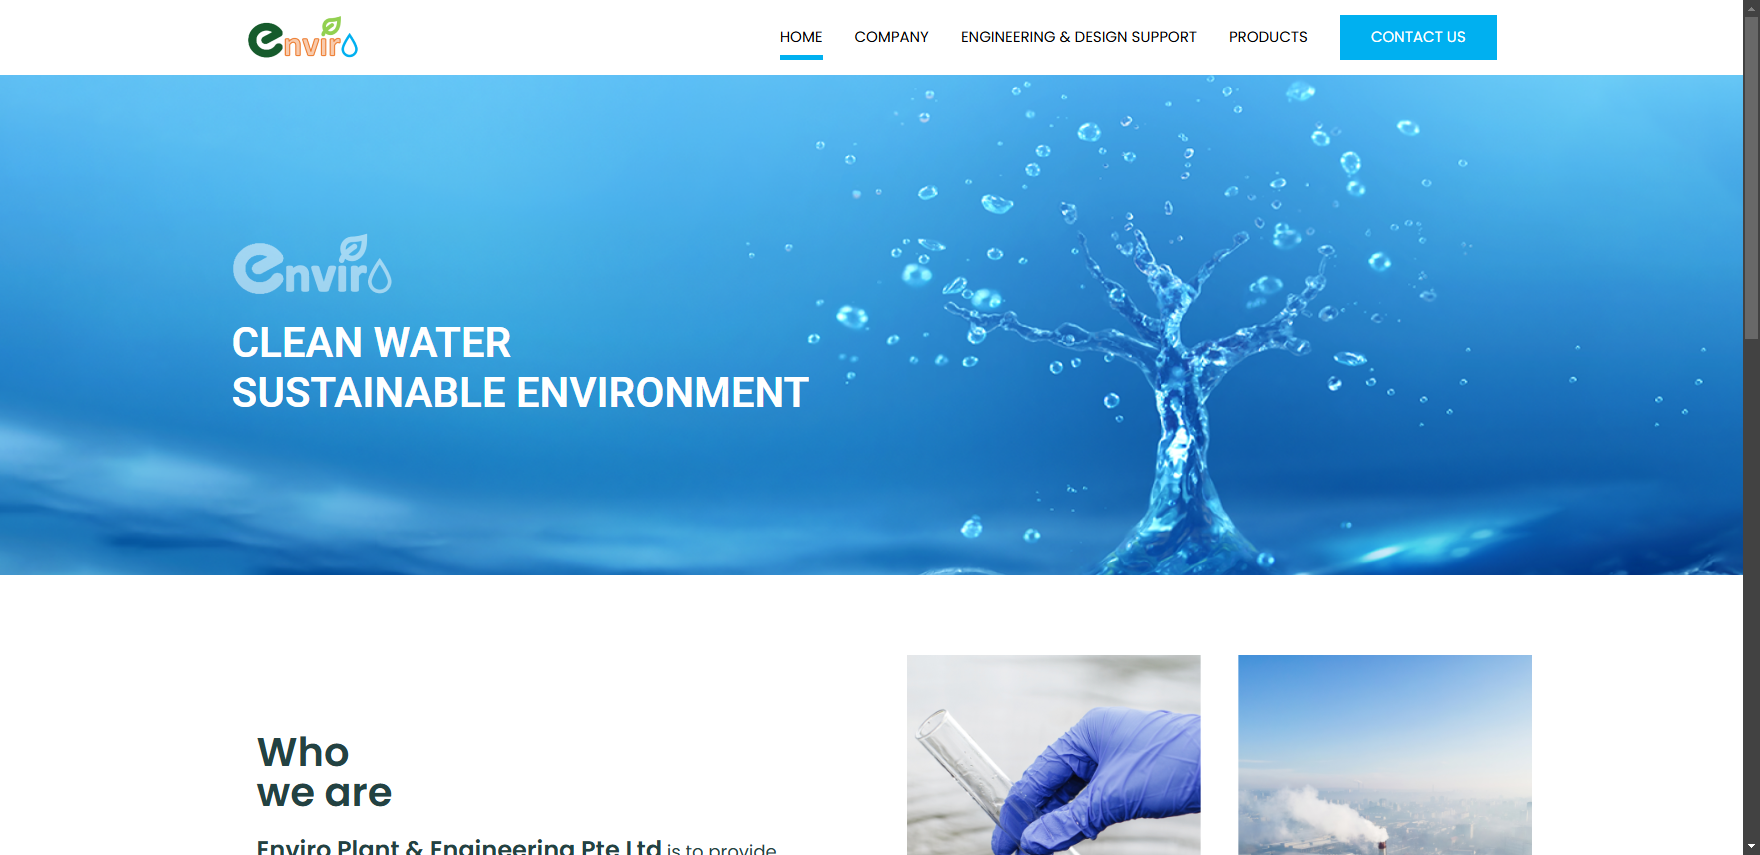 enviro
HOME
COMPANY
ENGINEERING & DESIGN SUPPORT
PRODUCTS
CONTACT US
enviro
CLEAN WATER
SUSTAINABLE ENVIRONMENT
Who
we are
Enviro Plant & Engineering Pte Ltd is to provide